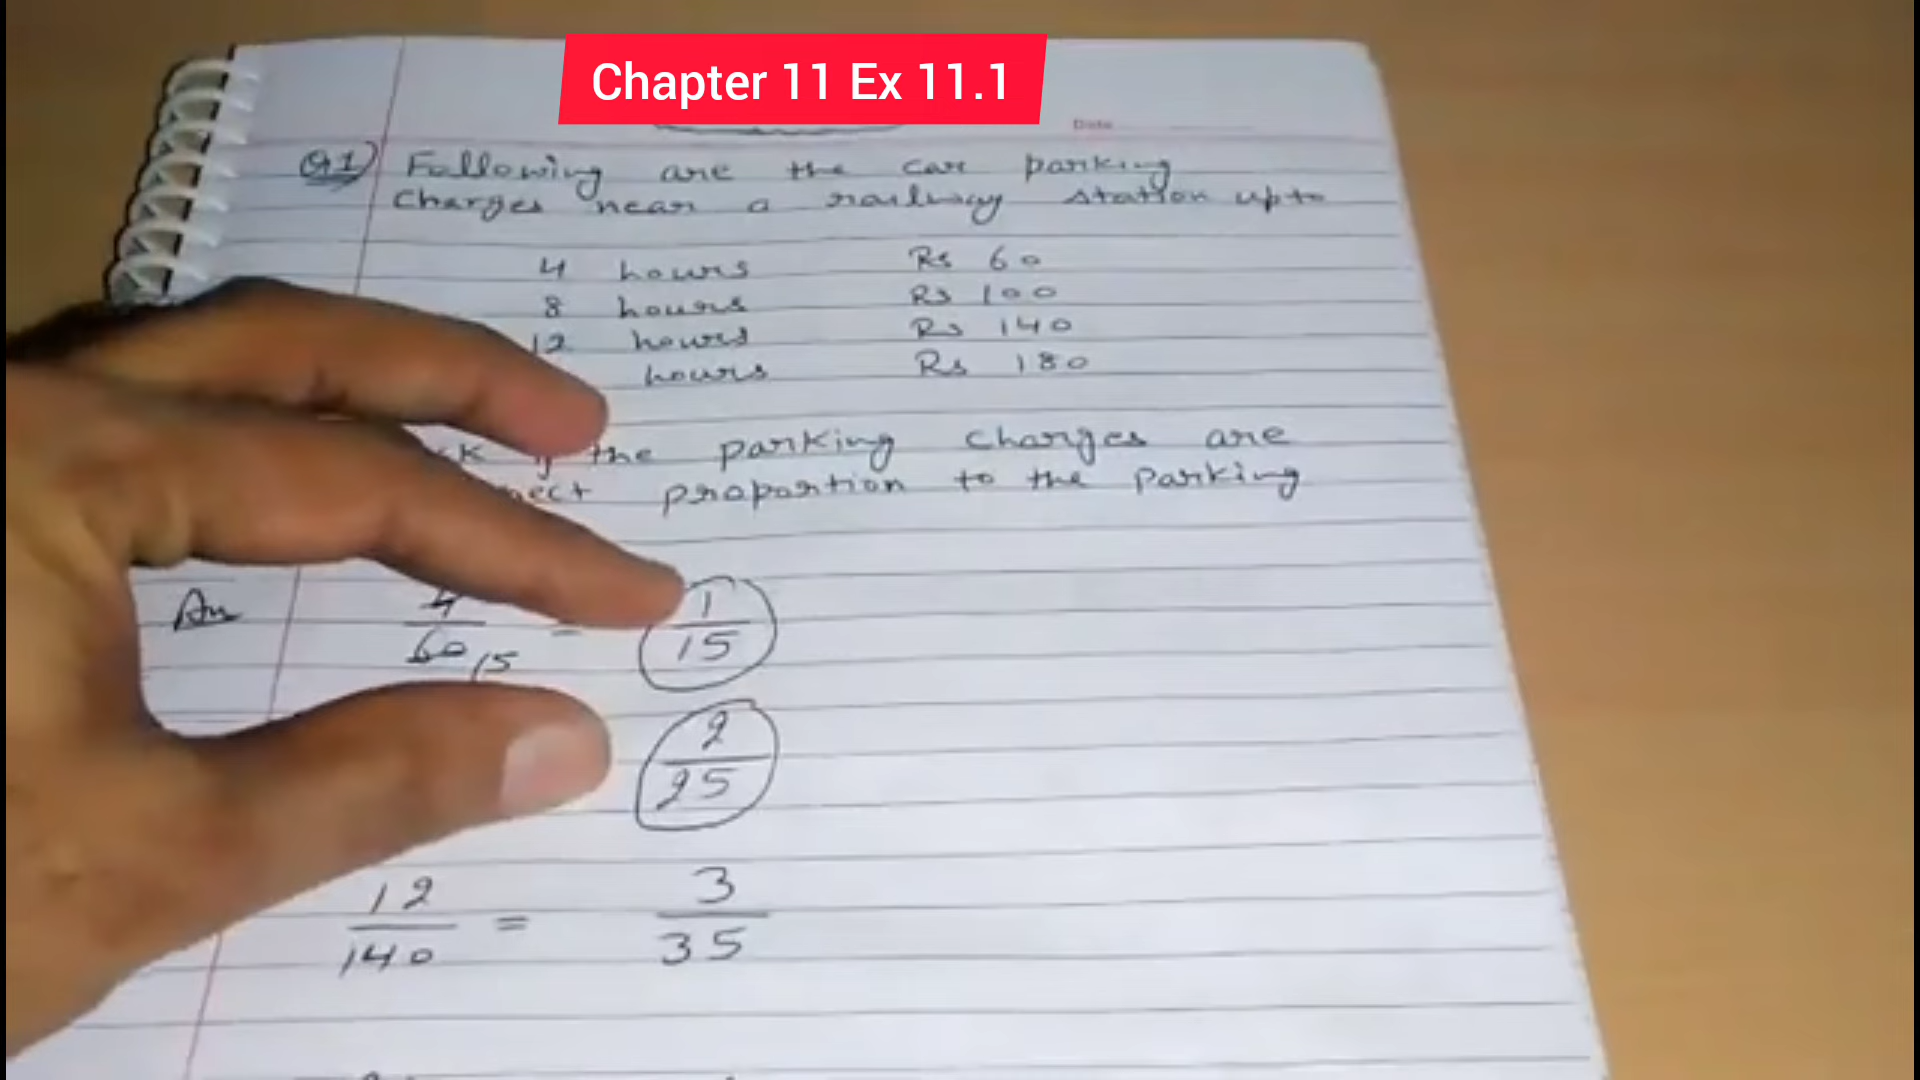 Chapter 11 Ex 11.1
Date
Q1) Following are the car parking
charges near a railway station upto
4 hours Rs 60
8 hours Rs 100
12 hours Rs 140
hours Rs 180
the parking charges are
proportion to the parking
Ans 4/60 15 = 1/15
2/25
12/140 = 3/35